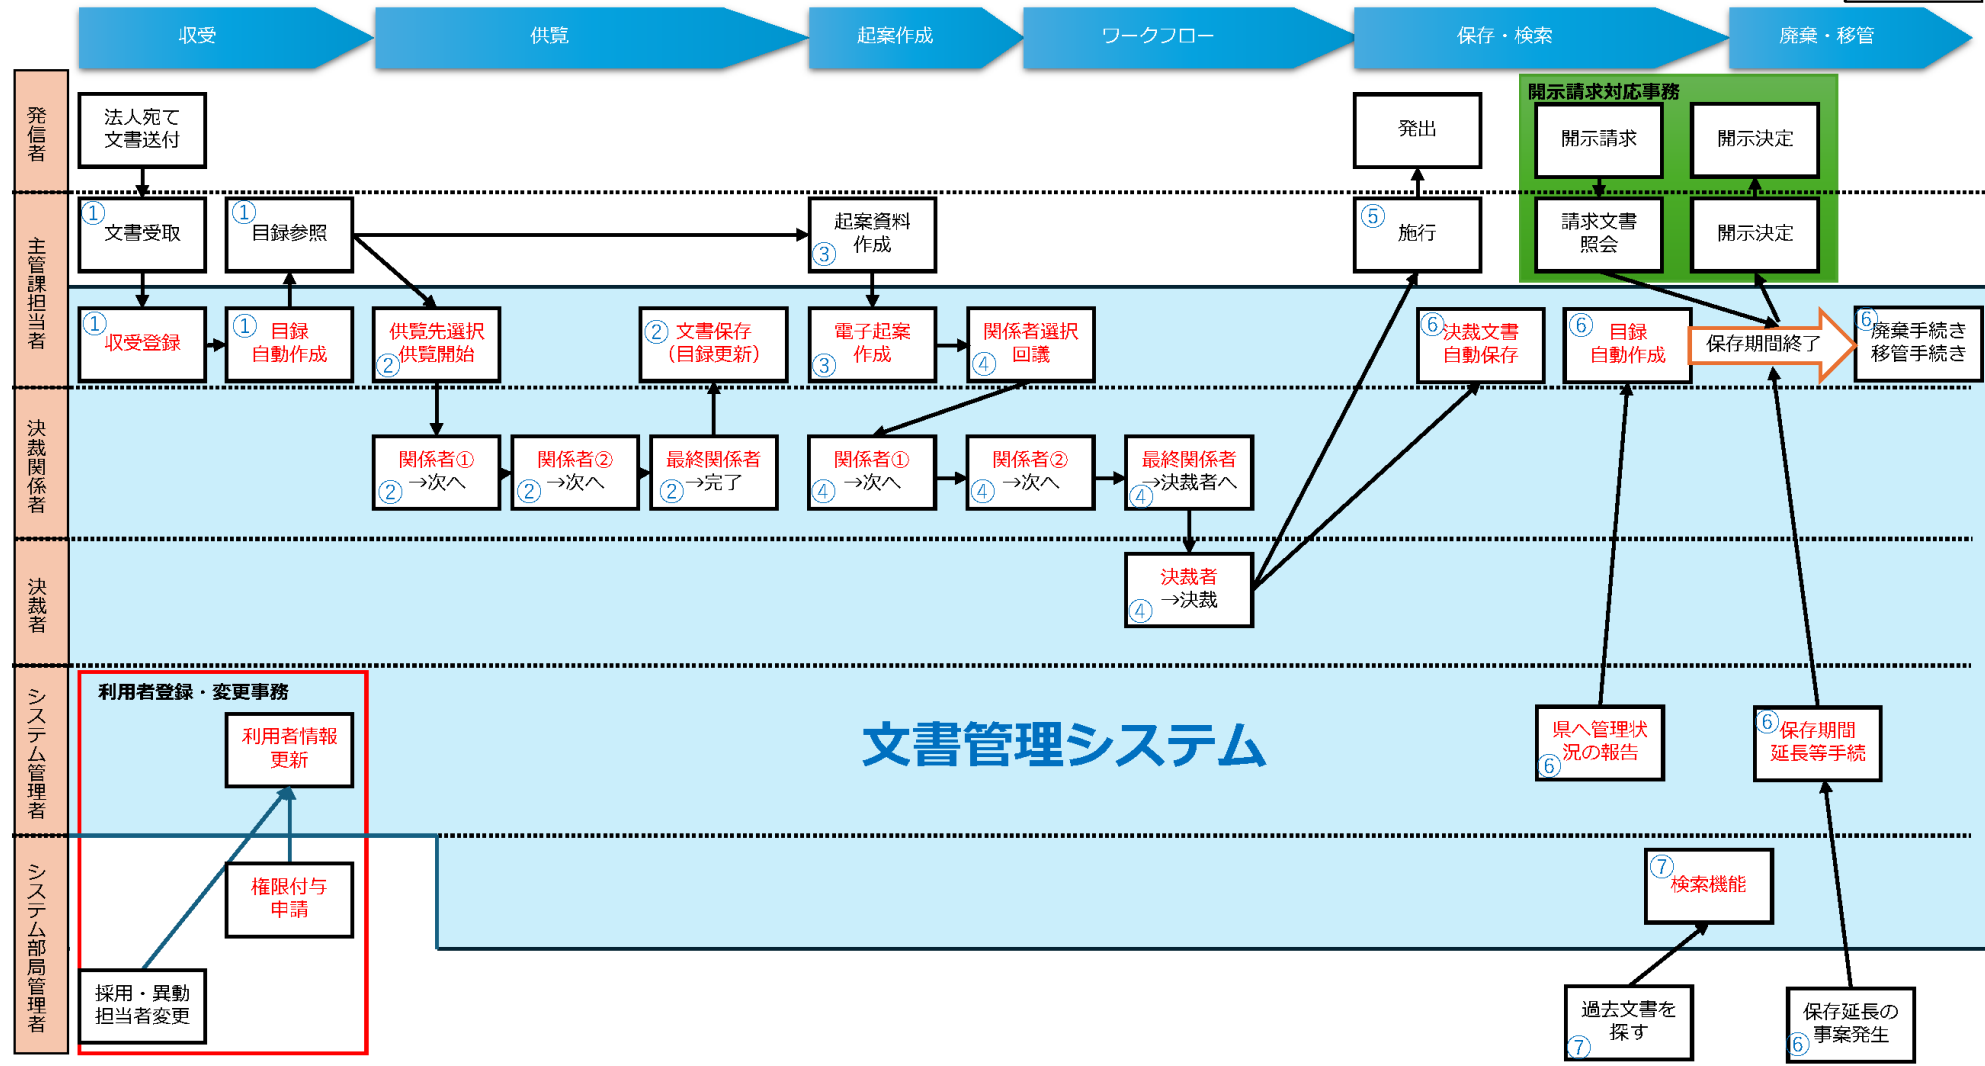 収受
供覧
起案作成
ワークフロー
保存・検索
廃棄・移管
発信者
法人宛て
文書送付
発出
開示請求対応事務
開示請求
開示決定
主管課担当者
①
文書受取
①
目録参照
起案資料
作成
③
⑤
施行
請求文書
照会
開示決定
①
収受登録
①
目録
自動作成
供覧先選択
供覧開始
②
②
文書保存
（目録更新）
電子起案
作成
③
関係者選択
回議
④
⑥
決裁文書
自動保存
⑥
目録
自動作成
保存期間終了
⑥
廃棄手続き
移管手続き
決裁関係者
関係者①
→次へ
②
関係者②
→次へ
②
最終関係者
→完了
②
関係者①
→次へ
④
関係者②
→次へ
④
最終関係者
→決裁者へ
④
決裁者
決裁者
→決裁
④
システム管理者
利用者登録・変更事務
利用者情報
更新
文書管理システム
県へ管理状
況の報告
⑥
⑥
保存期間
延長等手続
システム部局管理者
権限付与
申請
⑦
検索機能
採用・異動
担当者変更
過去文書を
探す
⑦
保存延長の
事案発生
⑥